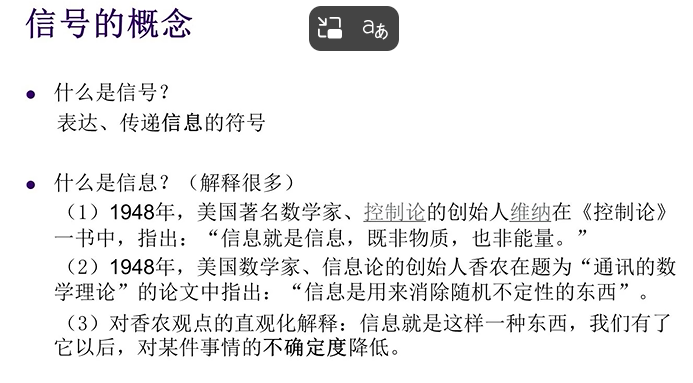 信号的概念
aあ
● 什么是信号？
表达、传递信息的符号
● 什么是信息？（解释很多）
（1）1948年，美国著名数学家、控制论的创始人维纳在《控制论》
一书中，指出：“信息就是信息，既非物质，也非能量。”
（2）1948年，美国数学家、信息论的创始人香农在题为“通讯的数
学理论”的论文中指出：“信息是用来消除随机不定性的东西”。
（3）对香农观点的直观化解释：信息就是这样一种东西，我们有了
它以后，对某件事情的不确定度降低。